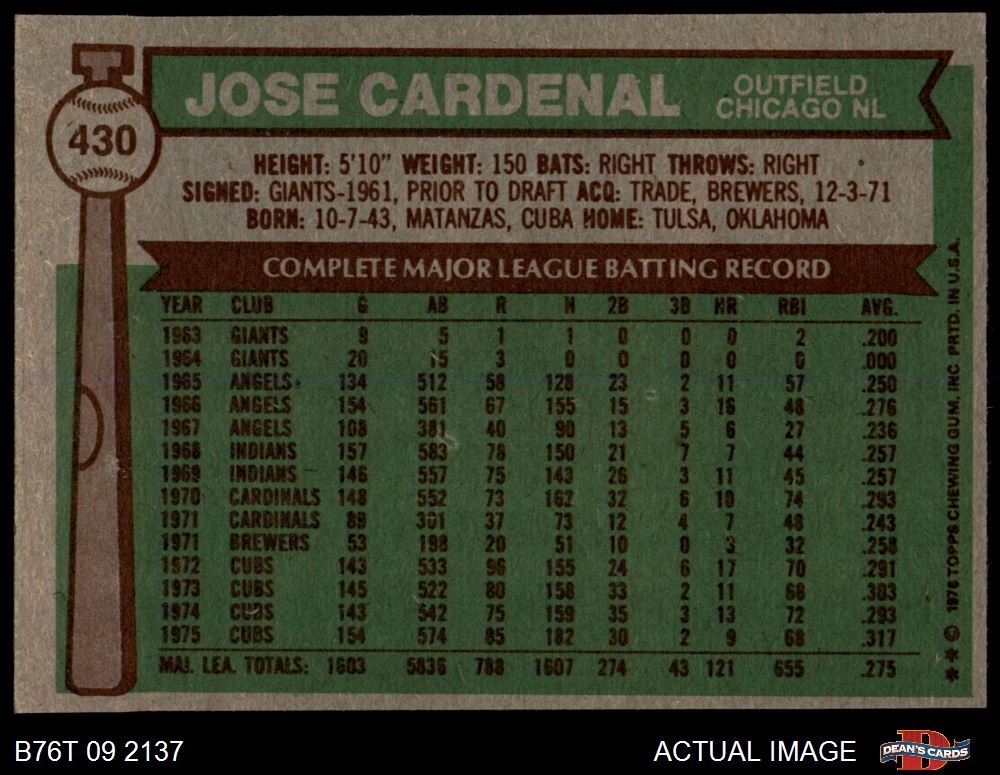 JOSE CARDENAL
OUTFIELD
CHICAGO NL
430
HEIGHT: 5'10" WEIGHT: 150 BATS: RIGHT THROWS: RIGHT
SIGNED: GIANTS-1961, PRIOR TO DRAFT ACQ: TRADE, BREWERS, 12-3-71
BORN: 10-7-43, MATANZAS, CUBA HOME: TULSA, OKLAHOMA
COMPLETE MAJOR LEAGUE BATTING RECORD
YEAR CLUB G AB R H 2B 3B HR RBI AVG.
1963 GIANTS 9 5 1 1 0 0 0 2 .200
1964 GIANTS 20 15 3 0 0 0 0 0 .000
1965 ANGELS 134 512 58 128 23 2 11 57 .250
1966 ANGELS 154 561 67 155 15 3 16 48 .276
1967 ANGELS 108 381 40 90 13 5 6 27 .236
1968 INDIANS 157 583 78 150 21 7 7 44 .257
1969 INDIANS 146 557 75 143 26 3 11 45 .257
1970 CARDINALS 148 552 73 162 32 6 10 74 .293
1971 CARDINALS 89 301 37 73 12 4 7 48 .243
1971 BREWERS 53 198 20 51 10 0 3 32 .258
1972 CUBS 143 533 96 155 24 6 17 70 .291
1973 CUBS 145 522 80 158 33 2 11 68 .303
1974 CUBS 143 542 75 159 35 3 13 72 .293
1975 CUBS 154 574 85 182 30 2 9 68 .317
MAJ. LEA. TOTALS: 1603 5836 788 1607 274 43 121 655 .275
***© 1976 TOPPS CHEWING GUM, INC PRTD. IN U.S.A.
B76T 09 2137
ACTUAL IMAGE
D
DEAN'S CARDS